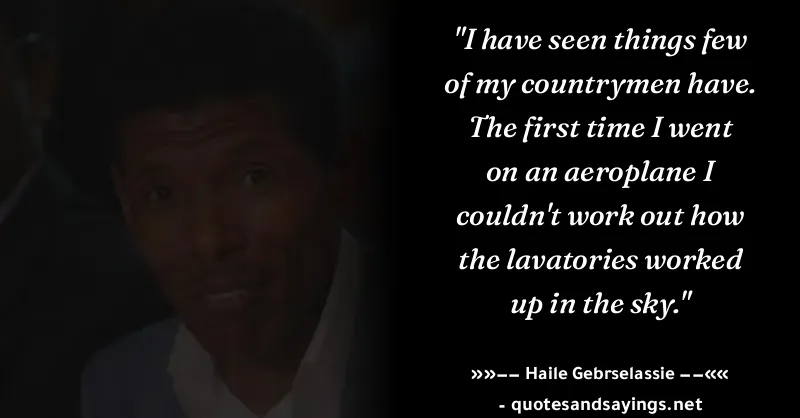 "I have seen things few
of my countrymen have.
The first time I went
on an aeroplane I
couldn't work out how
the lavatories worked
up in the sky."
»»–– Haile Gebrselassie ––««
- quotesandsayings.net